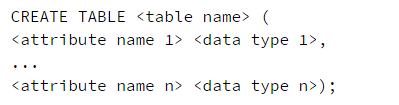 CREATE TABLE <table name> (
<attribute name 1> <data type 1>,
...
<attribute name n> <data type n>);